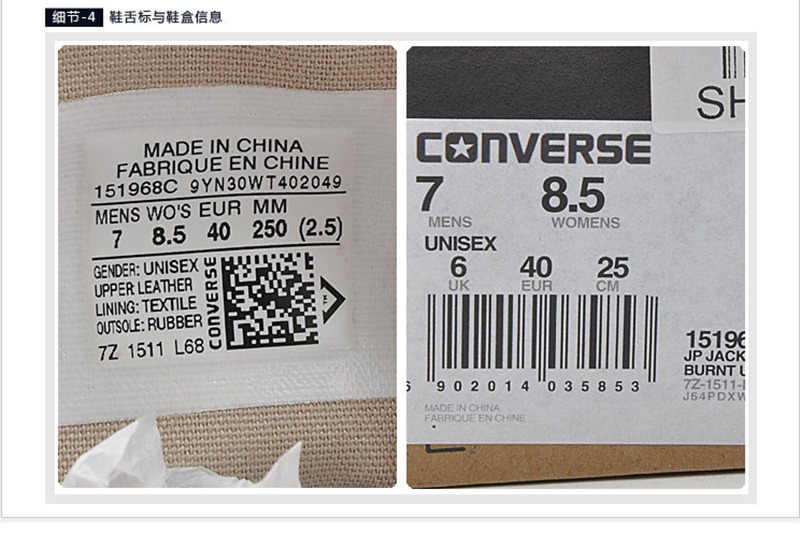 细节-4 鞋舌标与鞋盒信息
MADE IN CHINA
FABRIQUE EN CHINE
151968C 9YN30WT402049
MENS WO'S EUR MM
7 8.5 40 250 (2.5)
GENDER: UNISEX
UPPER: LEATHER
LINING: TEXTILE
OUTSOLE: RUBBER
CONVERSE
TM
7Z 1511 L68
SH
CONVERSE
7 8.5
MENS WOMENS
UNISEX
6 40 25
UK EUR CM
6 902014 035853
MADE IN CHINA
FABRIQUE EN CHINE
15196
JP JACK
BURNT U
7Z-1511-
J64PDXW